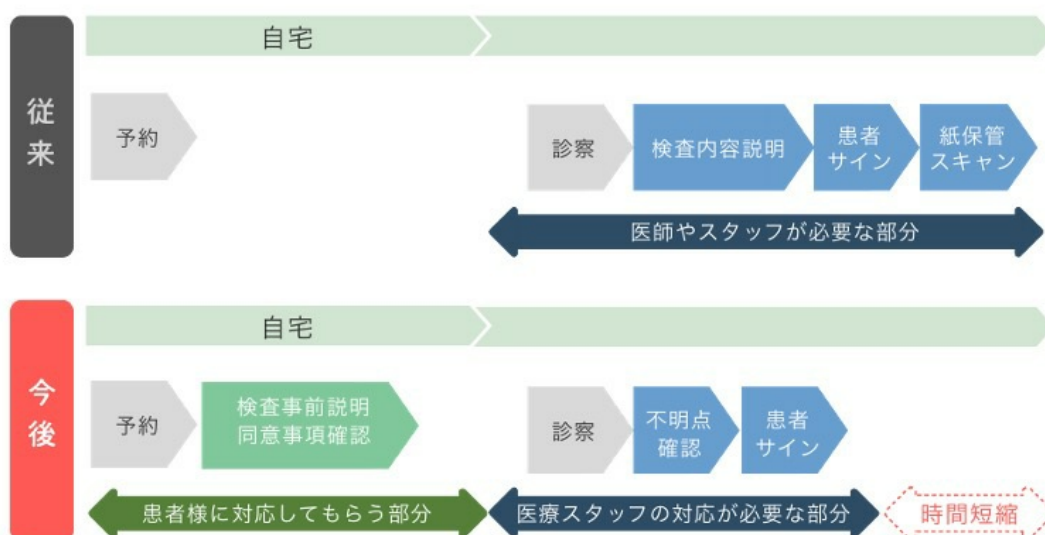 従来
自宅
予約
診察
検査内容説明
患者
サイン
紙保管
スキャン
医師やスタッフが必要な部分
今後
自宅
予約
検査事前説明
同意事項確認
診察
不明点
確認
患者
サイン
患者様に対応してもらう部分
医療スタッフの対応が必要な部分
時間短縮